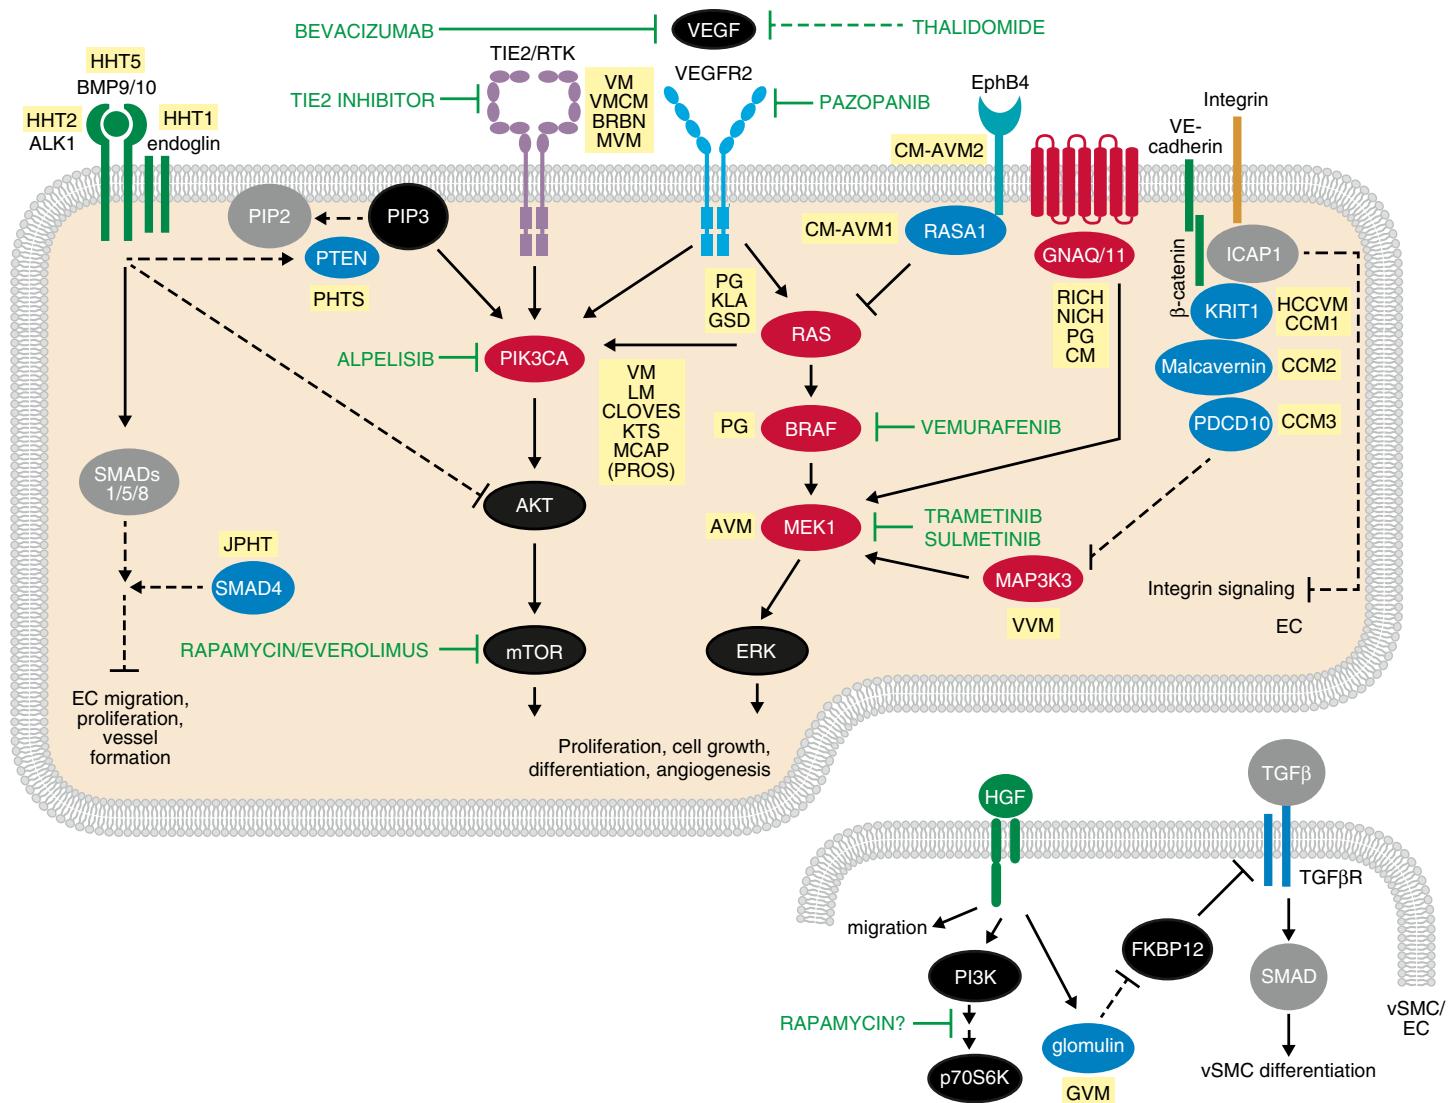 BEVACIZUMAB
VEGF
THALIDOMIDE
HHT5
BMP9/10
HHT2
ALK1
HHT1
endoglin
TIE2/RTK
TIE2 INHIBITOR
VM
VMCM
BRBN
MVM
VEGFR2
PAZOPANIB
EphB4
CM-AVM2
Integrin
VE-
cadherin
PIP2
PIP3
PTEN
PHTS
CM-AVM1
RASA1
GNAQ/11
RICH
NICH
PG
CM
β-catenin
ICAP1
KRIT1
HCCVM
CCM1
Malcavernin
CCM2
PDCD10
CCM3
PG
KLA
GSD
RAS
ALPELISIB
PIK3CA
VM
LM
CLOVES
KTS
MCAP
(PROS)
PG
BRAF
VEMURAFENIB
SMADs
1/5/8
AKT
AVM
MEK1
TRAMETINIB
SULMETINIB
JPHT
SMAD4
MAP3K3
VVM
Integrin signaling
EC
RAPAMYCIN/EVEROLIMUS
mTOR
ERK
EC migration,
proliferation,
vessel
formation
Proliferation, cell growth,
differentiation, angiogenesis
HGF
TGFβ
TGFβR
migration
PI3K
FKBP12
SMAD
RAPAMYCIN?
glomulin
p70S6K
GVM
vSMC/
EC
vSMC differentiation